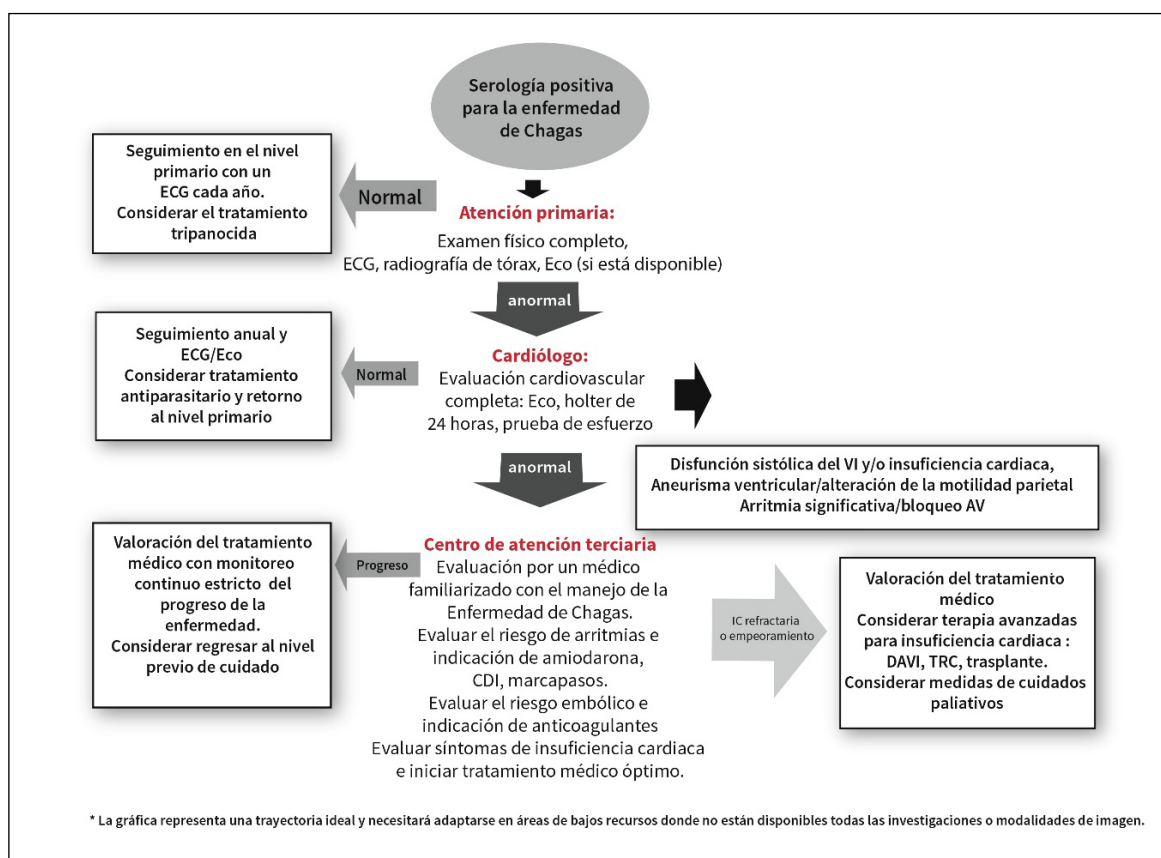 Serología positiva
para la enfermedad
de Chagas
Seguimiento en el nivel
primario con un
ECG cada año.
Considerar el tratamiento
tripanocida
Normal
Atención primaria:
Examen físico completo,
ECG, radiografía de tórax, Eco (si está disponible)
anormal
Seguimiento anual y
ECG/Eco
Considerar tratamiento
antiparasitario y retorno
al nivel primario
Normal
Cardiólogo:
Evaluación cardiovascular
completa: Eco, holter de
24 horas, prueba de esfuerzo
anormal
Disfunción sistólica del VI y/o insuficiencia cardiaca,
Aneurisma ventricular/alteración de la motilidad parietal
Arritmia significativa/bloqueo AV
Valoración del tratamiento
médico con monitoreo
continuo estricto del
progreso de la
enfermedad.
Considerar regresar al nivel
previo de cuidado
Progreso
Centro de atención terciaria
Evaluación por un médico
familiarizado con el manejo de la
Enfermedad de Chagas.
Evaluar el riesgo de arritmias e
indicación de amiodarona,
CDI, marcapasos.
Evaluar el riesgo embólico e
indicación de anticoagulantes
Evaluar síntomas de insuficiencia cardiaca
e iniciar tratamiento médico óptimo.
IC refractaria
o empeoramiento
Valoración del tratamiento
médico
Considerar terapia avanzadas
para insuficiencia cardiaca :
DAVI, TRC, trasplante.
Considerar medidas de cuidados
paliativos
* La gráfica representa una trayectoria ideal y necesitará adaptarse en áreas de bajos recursos donde no están disponibles todas las investigaciones o modalidades de imagen.